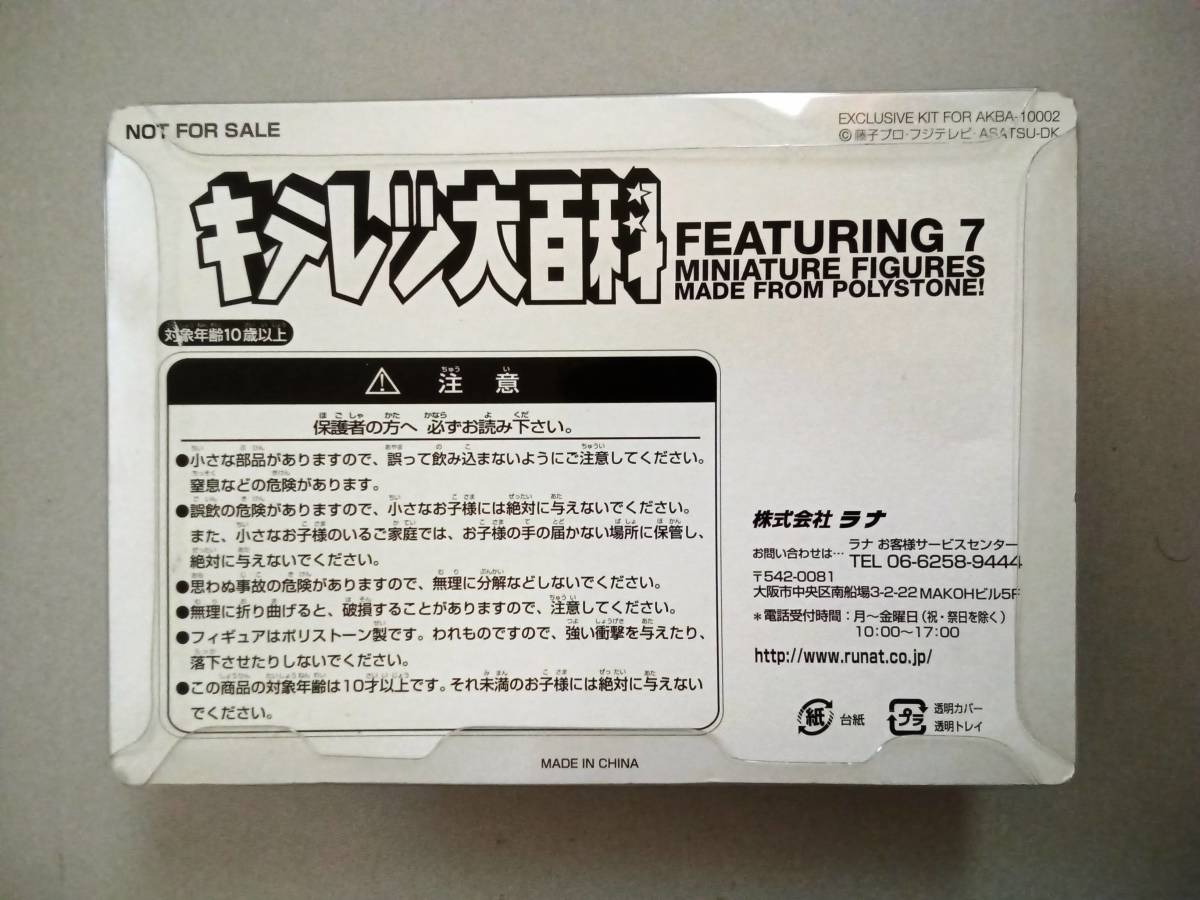 NOT FOR SALE
EXCLUSIVE KIT FOR AKBA-10002
©藤子プロ・フジテレビ・ASATSU-DK
キテレツ大百科
FEATURING 7
MINIATURE FIGURES
MADE FROM POLYSTONE!
対象年齢10歳以上
⚠ 注意
保護者の方へ 必ずお読み下さい。
●小さな部品がありますので、誤って飲み込まないようにご注意してください。
窒息などの危険があります。
●誤飲の危険がありますので、小さなお子様には絶対に与えないでください。
また、小さなお子様のいるご家庭では、お子様の手の届かない場所に保管し、
絶対に与えないでください。
●思わぬ事故の危険がありますので、無理に分解などしないでください。
●無理に折り曲げると、破損することがありますので、注意してください。
●フィギュアはポリストーン製です。われものですので、強い衝撃を与えたり、
落下させたりしないでください。
●この商品の対象年齢は10才以上です。それ未満のお子様には絶対に与えない
でください。
株式会社 ラナ
お問い合わせは… ラナ お客様サービスセンター
TEL 06-6258-9444
〒542-0081
大阪市中央区南船場3-2-22 MAKOHビル5F
*電話受付時間:月〜金曜日(祝・祭日を除く)
10:00〜17:00
http://www.runat.co.jp/
紙 台紙
プラ 透明カバー
透明トレイ
MADE IN CHINA